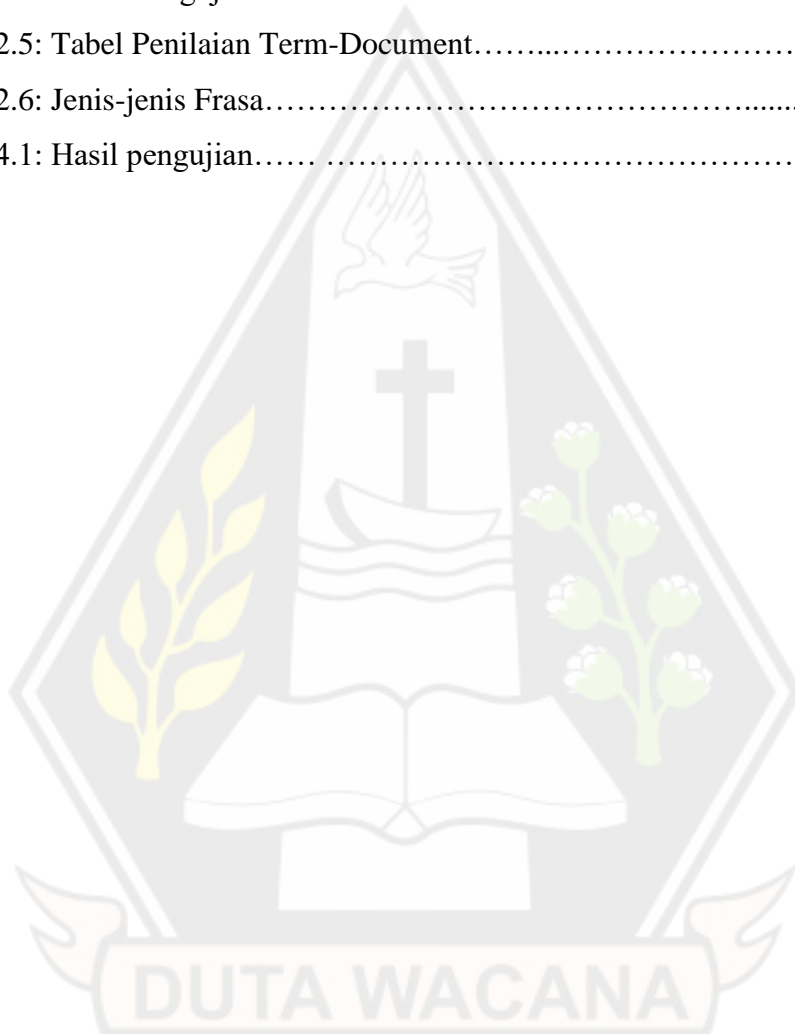 2.5: Tabel Penilaian Term-Document……...…………………
2.6: Jenis-jenis Frasa…………………………………………......
4.1: Hasil pengujian…… ………………………………………
DUTA WACANA